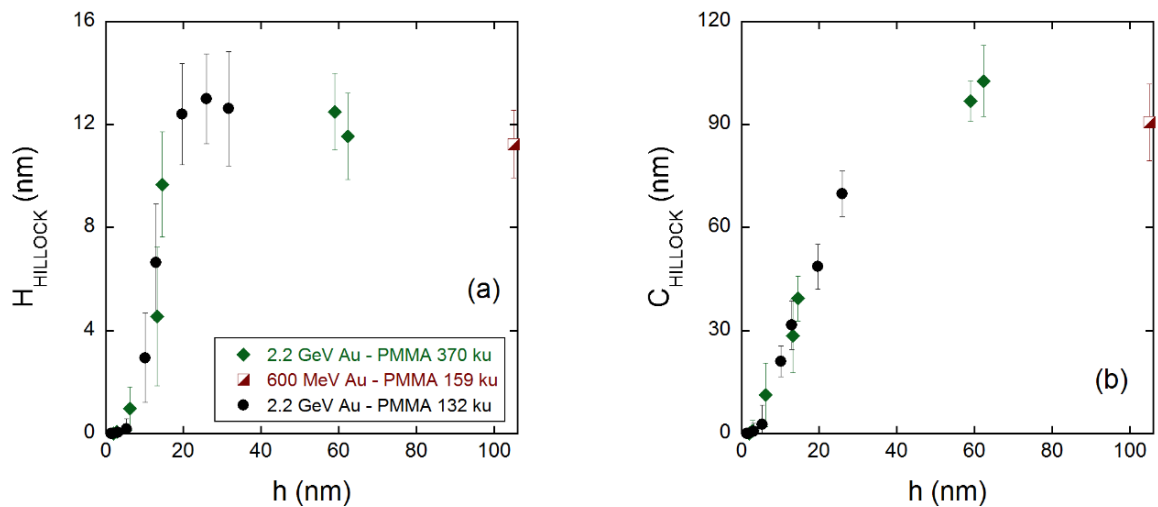 16
12
8
4
0
0
20
40
60
80
100
H_HILLOCK (nm)
h (nm)
(a)
2.2 GeV Au - PMMA 370 ku
600 MeV Au - PMMA 159 ku
2.2 GeV Au - PMMA 132 ku
120
90
60
30
0
0
20
40
60
80
100
C_HILLOCK (nm)
h (nm)
(b)